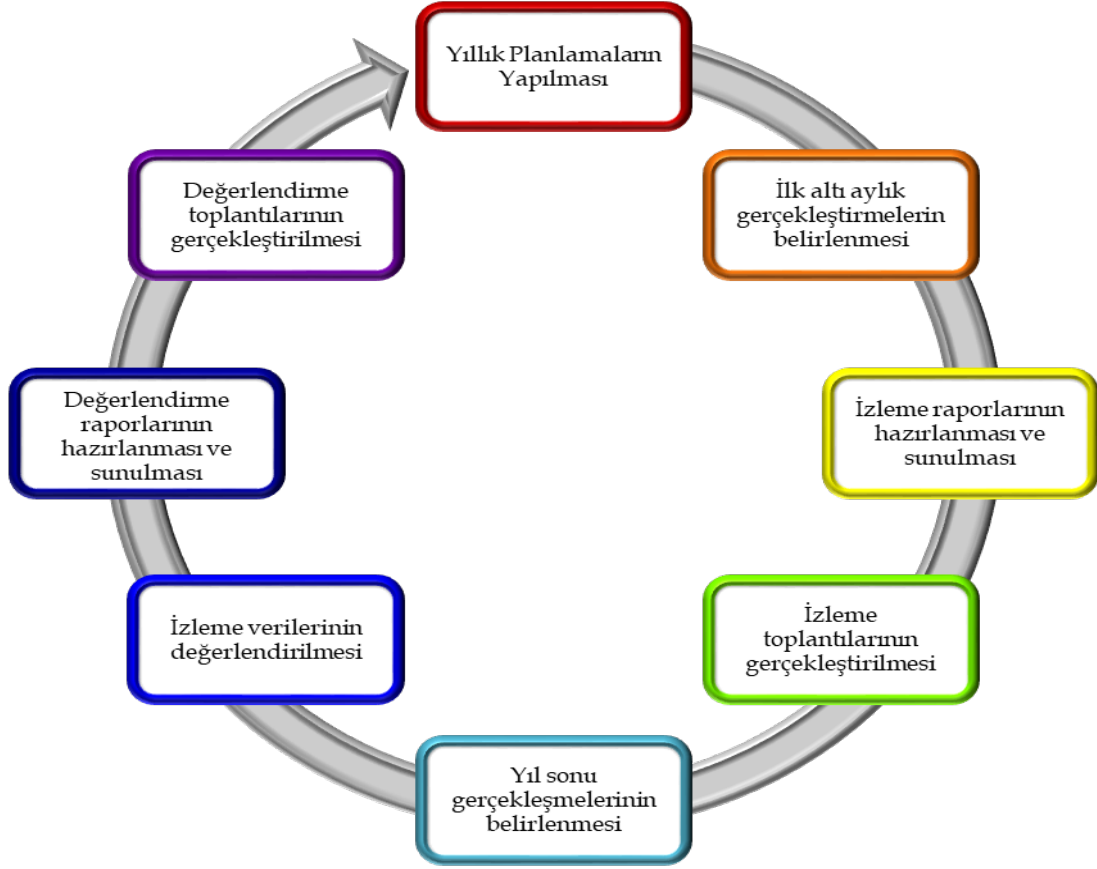 Yıllık Planlamaların
Yapılması
İlk altı aylık
gerçekleştirmelerin
belirlenmesi
İzleme raporlarının
hazırlanması ve
sunulması
İzleme
toplantılarının
gerçekleştirilmesi
Yıl sonu
gerçekleşmelerinin
belirlenmesi
İzleme verilerinin
değerlendirilmesi
Değerlendirme
raporlarının
hazırlanması ve
sunulması
Değerlendirme
toplantılarının
gerçekleştirilmesi